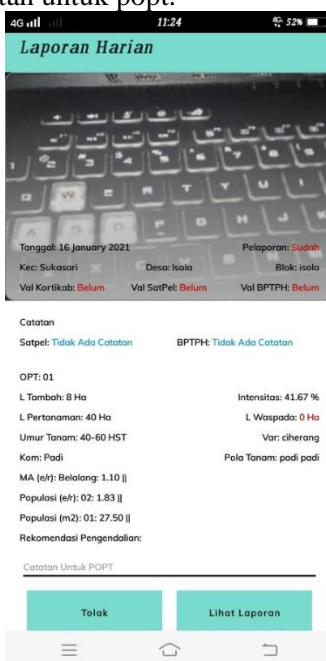 tan untuk popt.
4G 11:24 4G 52%
Laporan Harian
Tanggal: 16 January 2021 Pelaporan: Sudah
Kec: Sukasari Desa: Isola Blok: isola
Val Kortikab: Belum Val SatPel: Belum Val BPTPH: Belum
Catatan
Satpel: Tidak Ada Catatan BPTPH: Tidak Ada Catatan
OPT: 01
L Tambah: 8 Ha Intensitas: 41.67 %
L Pertanaman: 40 Ha L Waspada: 0 Ha
Umur Tanam: 40-60 HST Var: ciherang
Kom: Padi Pola Tanam: padi padi
MA (e/r): Belalang: 1.10 ||
Populasi (e/r): 02: 1.83 ||
Populasi (m2): 01: 27.50 ||
Rekomendasi Pengendalian:
Catatan Untuk POPT
Tolak Lihat Laporan